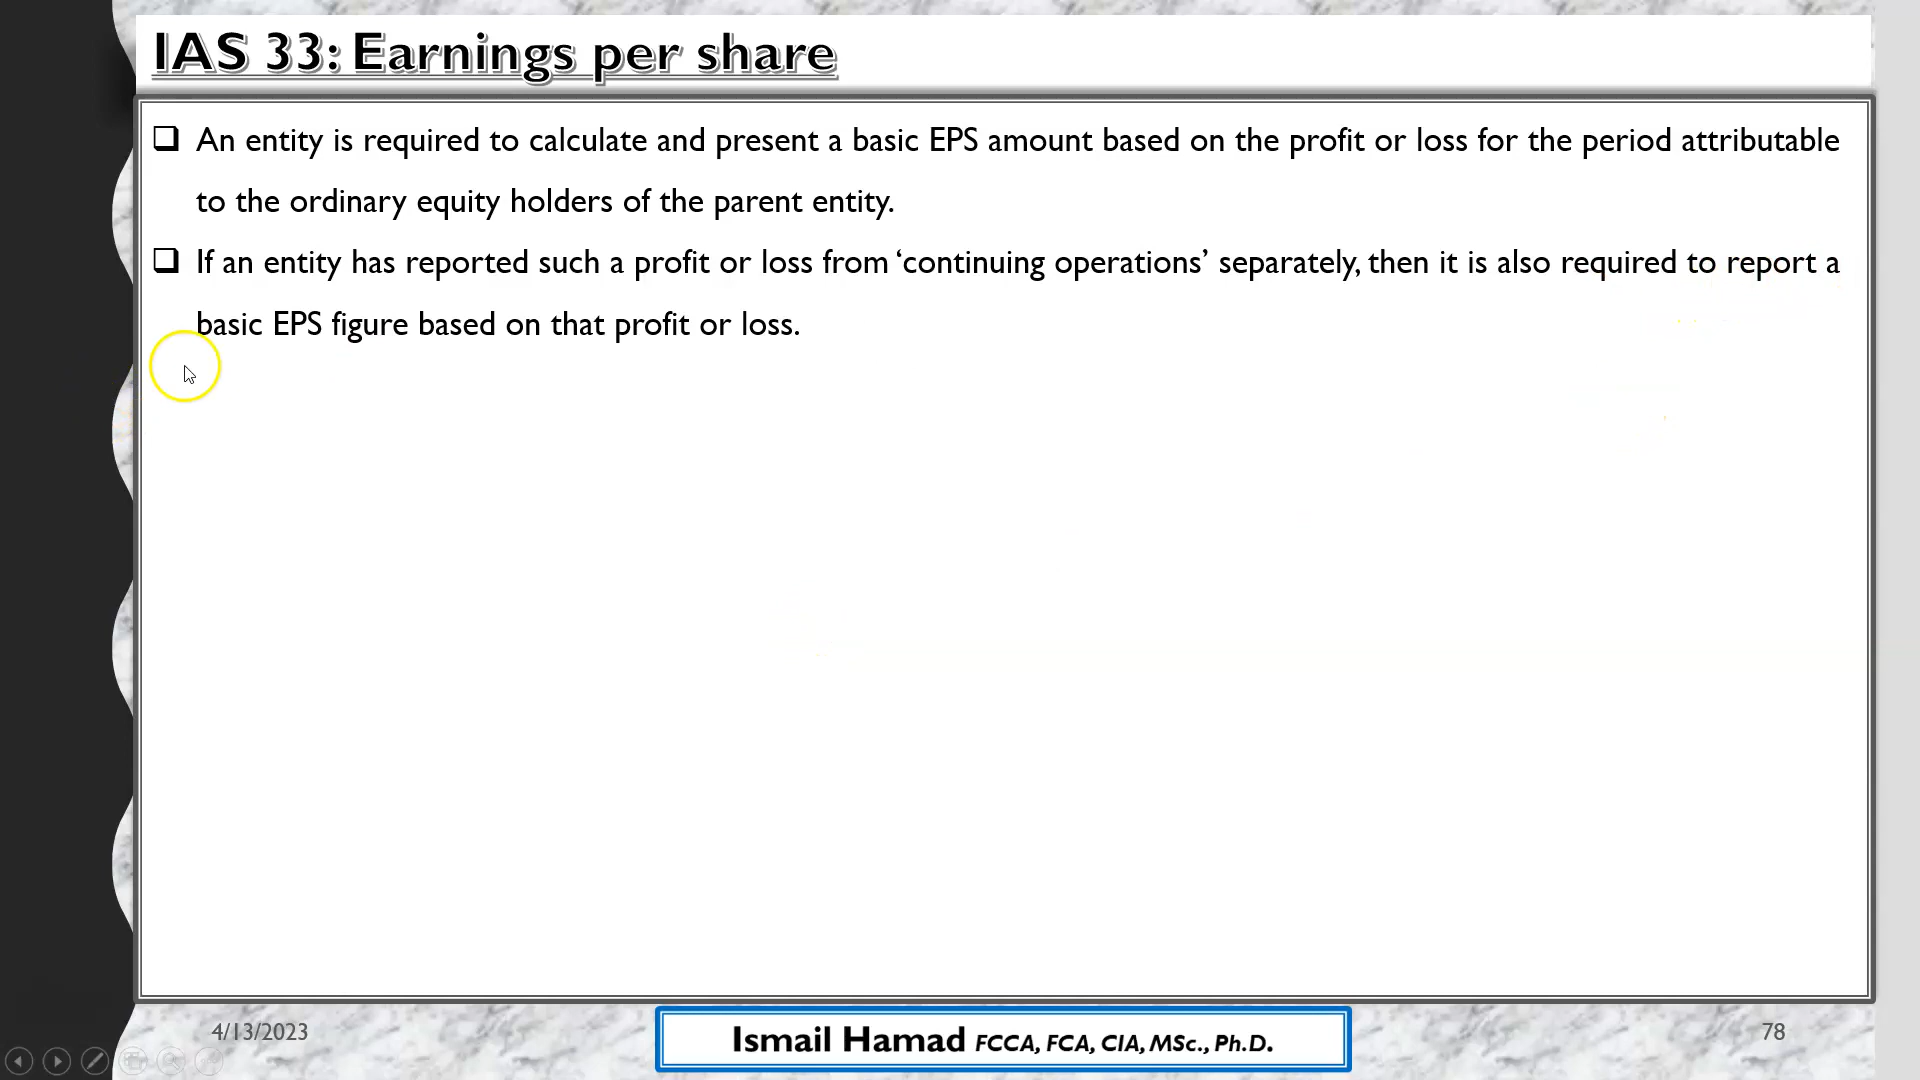 IAS 33: Earnings per share
❑ An entity is required to calculate and present a basic EPS amount based on the profit or loss for the period attributable
to the ordinary equity holders of the parent entity.
❑ If an entity has reported such a profit or loss from ‘continuing operations’ separately, then it is also required to report a
basic EPS figure based on that profit or loss.
4/13/2023
Ismail Hamad FCCA, FCA, CIA, MSc., Ph.D.
78